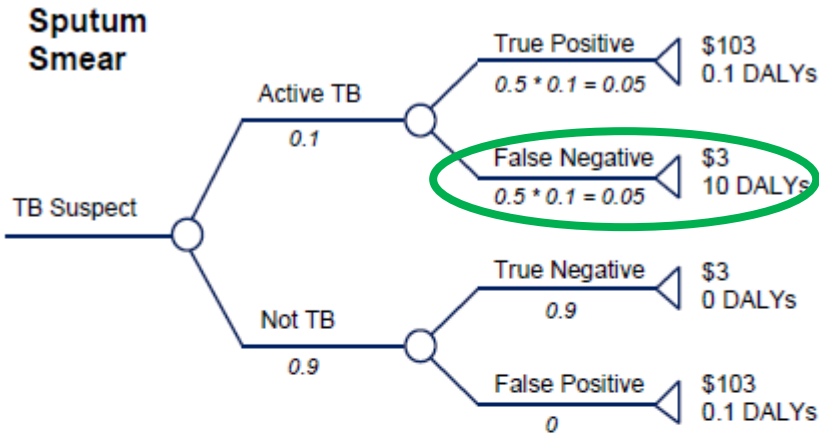 Sputum
Smear
True Positive
0.5 * 0.1 = 0.05
$103
0.1 DALYs
Active TB
0.1
False Negative
0.5 * 0.1 = 0.05
$3
10 DALYs
TB Suspect
True Negative
0.9
$3
0 DALYs
Not TB
0.9
False Positive
0
$103
0.1 DALYs